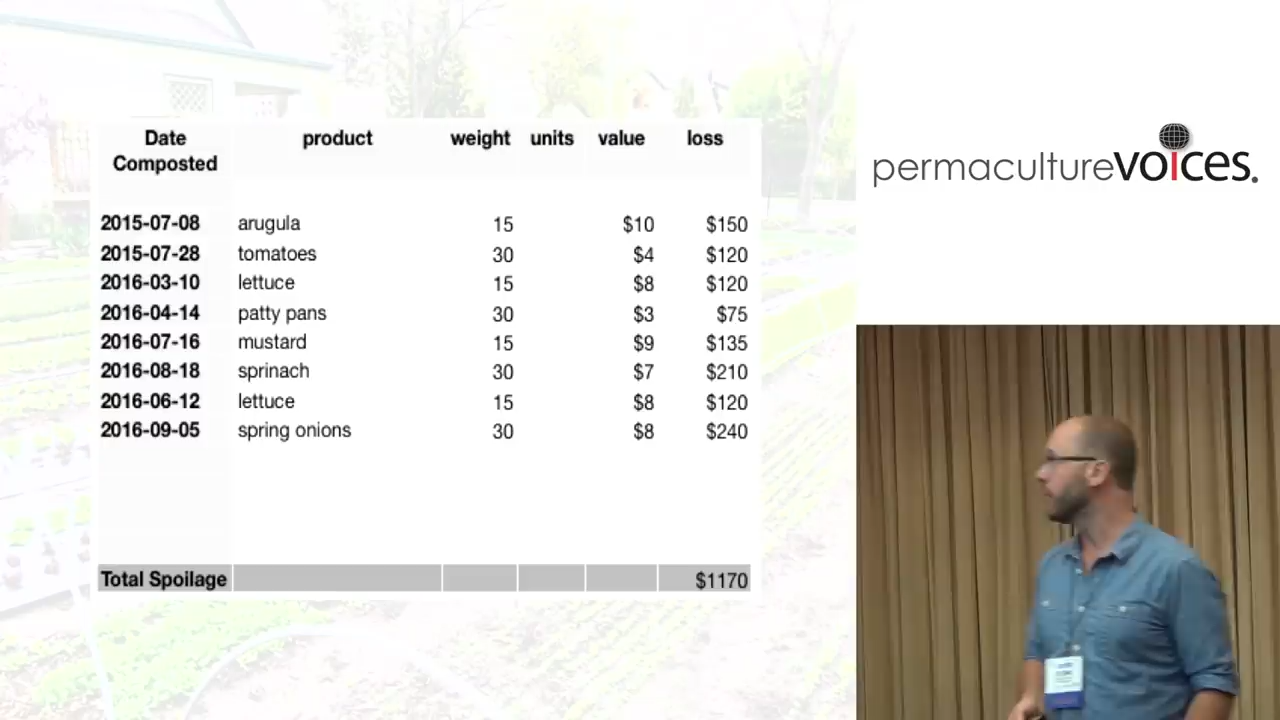 Date product weight units value loss
Composted
2015-07-08 arugula 15 $10 $150
2015-07-28 tomatoes 30 $4 $120
2016-03-10 lettuce 15 $8 $120
2016-04-14 patty pans 30 $3 $75
2016-07-16 mustard 15 $9 $135
2016-08-18 sprinach 30 $7 $210
2016-06-12 lettuce 15 $8 $120
2016-09-05 spring onions 30 $8 $240
Total Spoilage $1170
permaculturevoices.